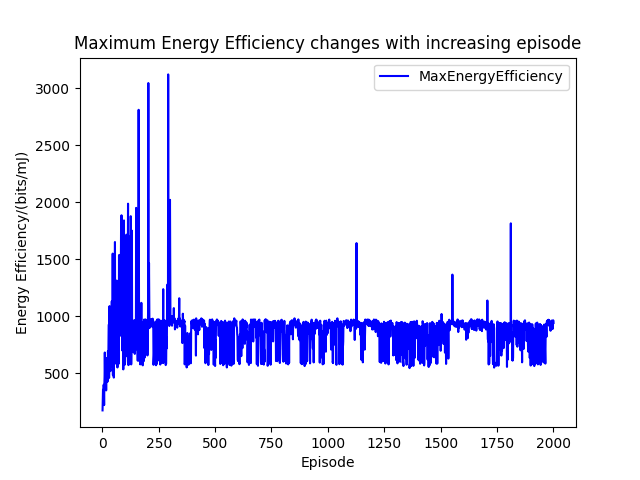 Maximum Energy Efficiency changes with increasing episode
MaxEnergyEfficiency
Energy Efficiency/(bits/mJ)
3000
2500
2000
1500
1000
500
0 250 500 750 1000 1250 1500 1750 2000
Episode